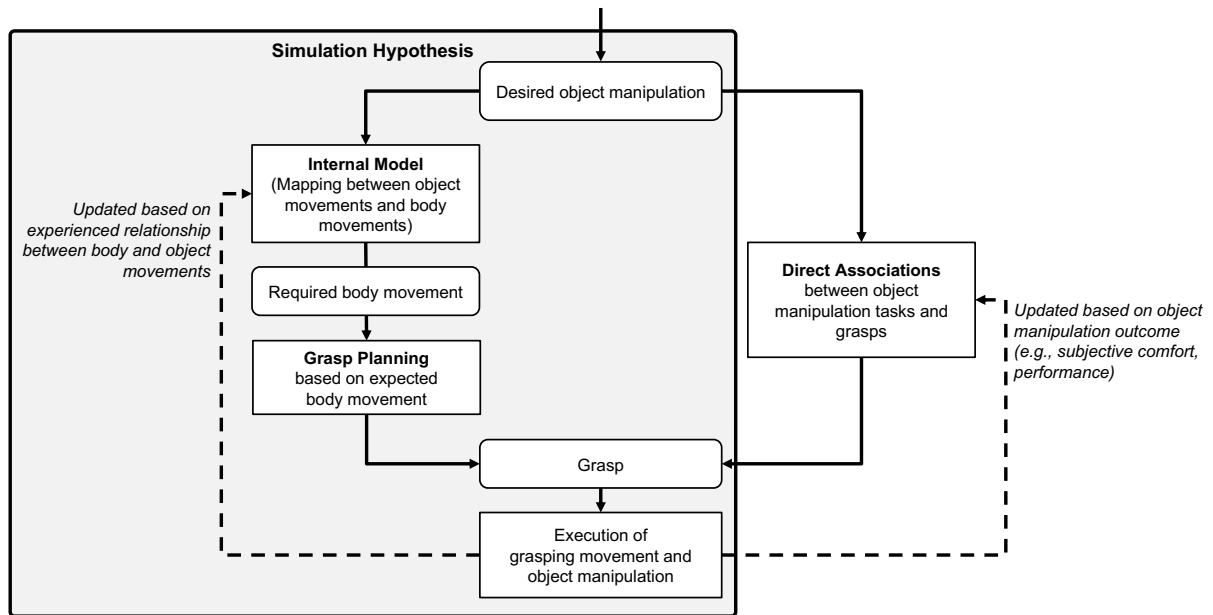 Simulation Hypothesis
Desired object manipulation
Internal Model
(Mapping between object
movements and body
movements)
Updated based on
experienced relationship
between body and object
movements
Required body movement
Direct Associations
between object
manipulation tasks and
grasps
Updated based on object
manipulation outcome
(e.g., subjective comfort,
performance)
Grasp Planning
based on expected
body movement
Grasp
Execution of
grasping movement and
object manipulation